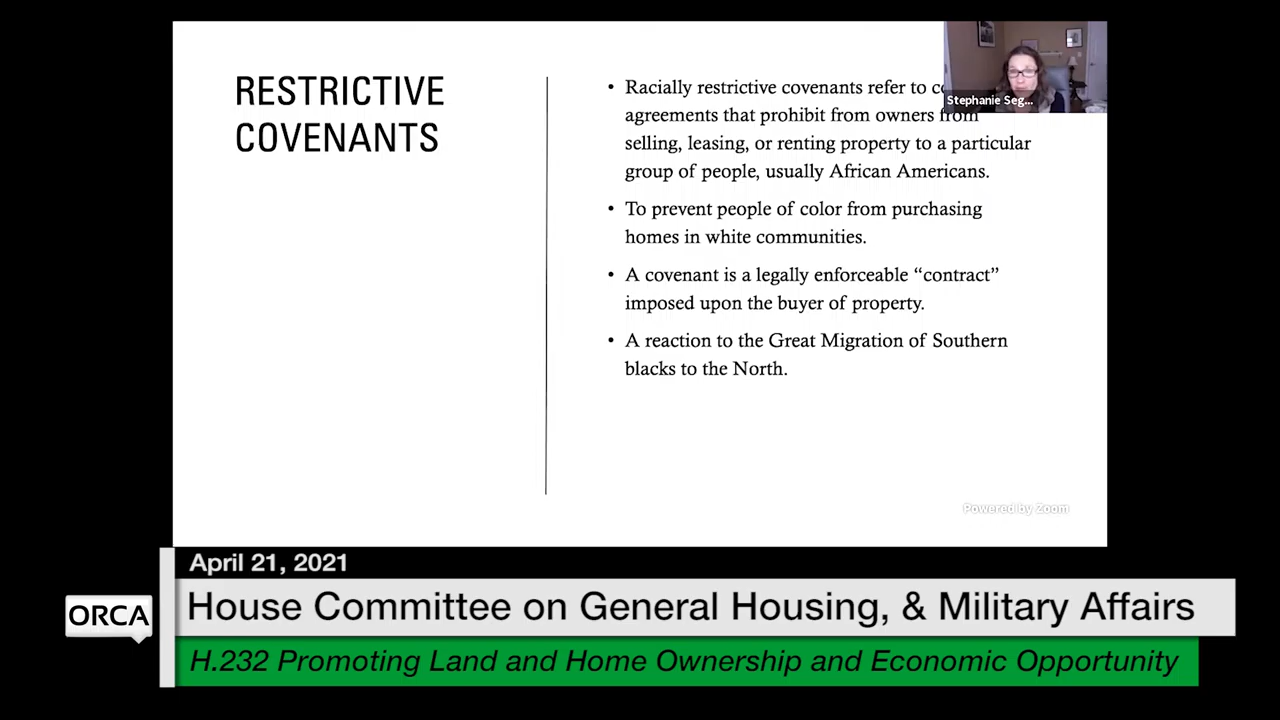 RESTRICTIVE
COVENANTS
• Racially restrictive covenants refer to
agreements that prohibit from owners from
selling, leasing, or renting property to a particular
group of people, usually African Americans.
• To prevent people of color from purchasing
homes in white communities.
• A covenant is a legally enforceable “contract”
imposed upon the buyer of property.
• A reaction to the Great Migration of Southern
blacks to the North.
Stephanie Seg...
Powered by Zoom
April 21, 2021
ORCA
House Committee on General Housing, & Military Affairs
H.232 Promoting Land and Home Ownership and Economic Opportunity